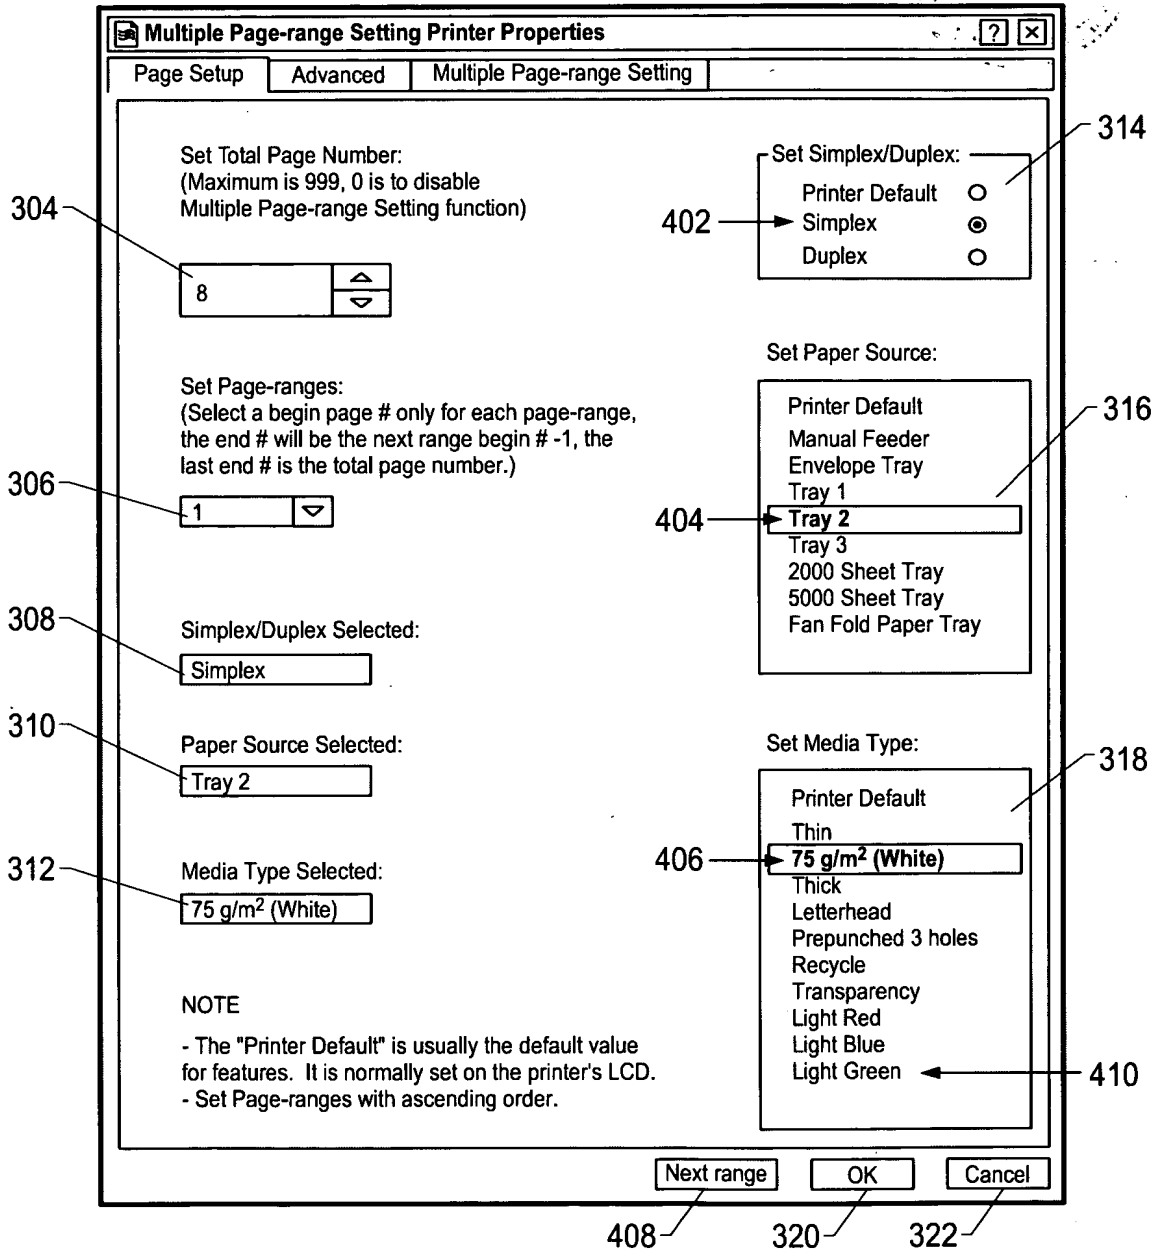 Multiple Page-range Setting Printer Properties
?
Page Setup
Advanced
Multiple Page-range Setting
Set Total Page Number:
(Maximum is 999, 0 is to disable
Multiple Page-range Setting function)
304
8
Set Page-ranges:
(Select a begin page # only for each page-range,
the end # will be the next range begin # -1, the
last end # is the total page number.)
306
1
308
Simplex/Duplex Selected:
Simplex
310
Paper Source Selected:
Tray 2
312
Media Type Selected:
75 g/m² (White)
NOTE
- The "Printer Default" is usually the default value
for features. It is normally set on the printer's LCD.
- Set Page-ranges with ascending order.
314
Set Simplex/Duplex:
Printer Default
402
Simplex
Duplex
Set Paper Source:
316
Printer Default
Manual Feeder
Envelope Tray
Tray 1
404
Tray 2
Tray 3
2000 Sheet Tray
5000 Sheet Tray
Fan Fold Paper Tray
Set Media Type:
318
Printer Default
Thin
406
75 g/m² (White)
Thick
Letterhead
Prepunched 3 holes
Recycle
Transparency
Light Red
Light Blue
Light Green
410
Next range
OK
Cancel
408
320
322